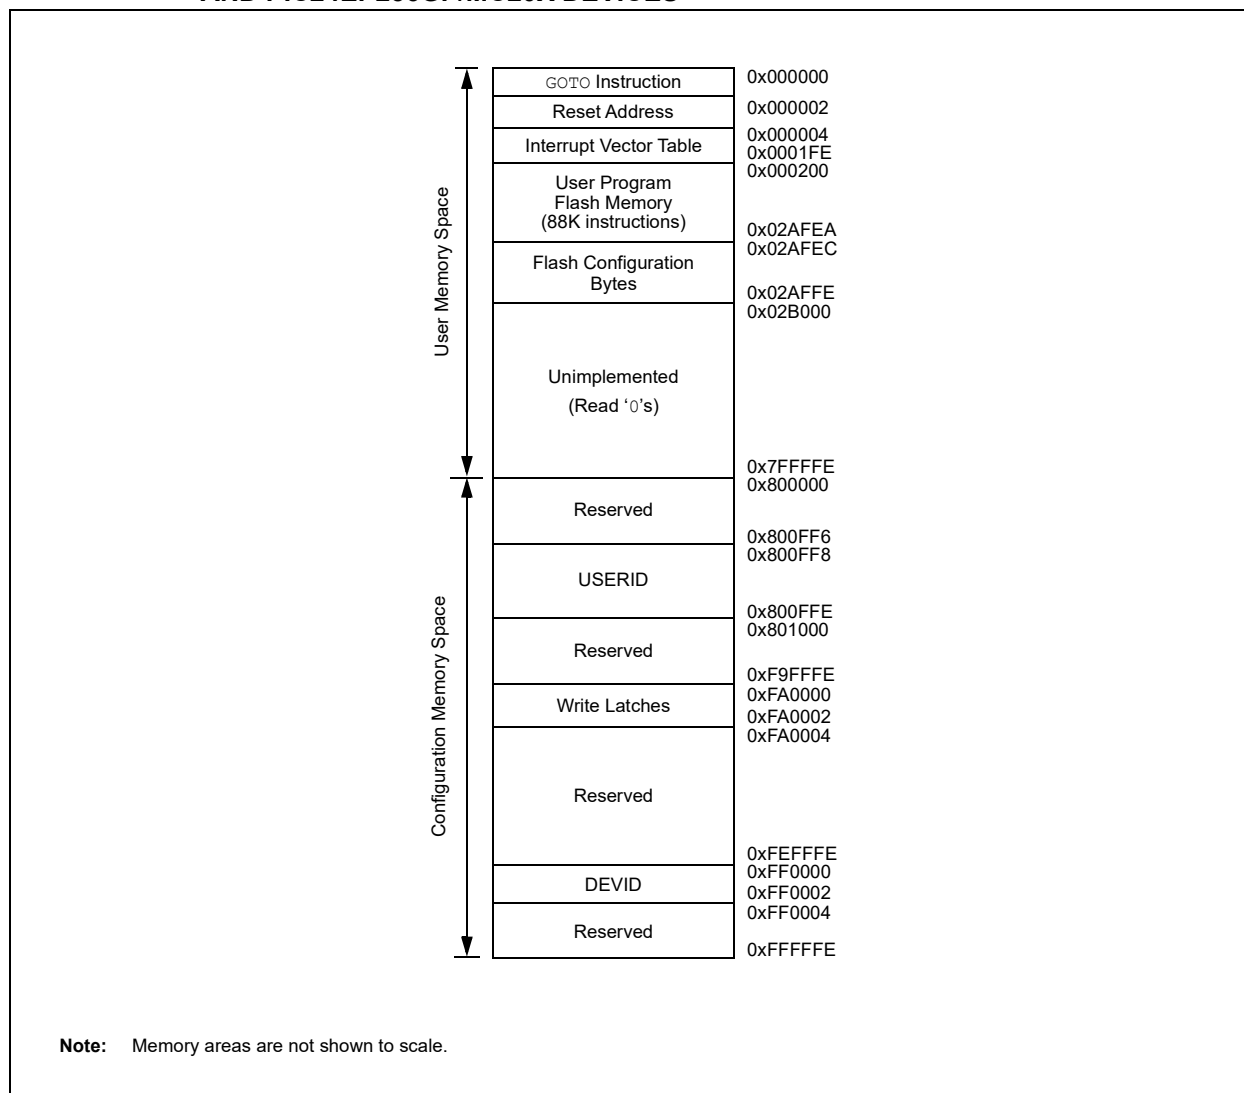 GOTO Instruction
0x000000
Reset Address
0x000002
Interrupt Vector Table
0x000004
0x0001FE
0x000200
User Program
Flash Memory
(88K instructions)
0x02AFEA
0x02AFEC
Flash Configuration
Bytes
0x02AFFE
0x02B000
User Memory Space
Unimplemented
(Read ‘0’s)
0x7FFFFE
0x800000
Reserved
0x800FF6
0x800FF8
USERID
0x800FFE
0x801000
Reserved
0xF9FFFE
0xFA0000
Write Latches
0xFA0002
0xFA0004
Configuration Memory Space
Reserved
0xFEFFFE
0xFF0000
DEVID
0xFF0002
0xFF0004
Reserved
0xFFFFFE
Note: Memory areas are not shown to scale.